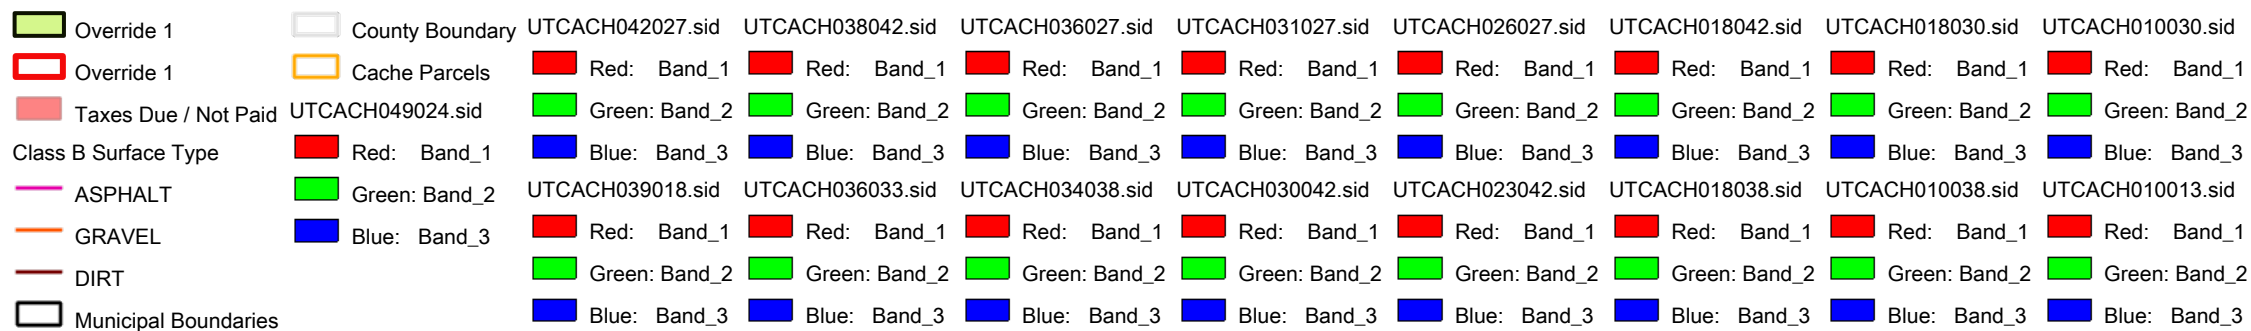 Override 1
Override 1
Taxes Due / Not Paid
Class B Surface Type
ASPHALT
GRAVEL
DIRT
Municipal Boundaries
County Boundary
Cache Parcels
UTCACH049024.sid
Red: Band_1
Green: Band_2
Blue: Band_3
UTCACH042027.sid
Red: Band_1
Green: Band_2
Blue: Band_3
UTCACH039018.sid
Red: Band_1
Green: Band_2
Blue: Band_3
UTCACH038042.sid
Red: Band_1
Green: Band_2
Blue: Band_3
UTCACH036033.sid
Red: Band_1
Green: Band_2
Blue: Band_3
UTCACH036027.sid
Red: Band_1
Green: Band_2
Blue: Band_3
UTCACH034038.sid
Red: Band_1
Green: Band_2
Blue: Band_3
UTCACH031027.sid
Red: Band_1
Green: Band_2
Blue: Band_3
UTCACH030042.sid
Red: Band_1
Green: Band_2
Blue: Band_3
UTCACH026027.sid
Red: Band_1
Green: Band_2
Blue: Band_3
UTCACH023042.sid
Red: Band_1
Green: Band_2
Blue: Band_3
UTCACH018042.sid
Red: Band_1
Green: Band_2
Blue: Band_3
UTCACH018038.sid
Red: Band_1
Green: Band_2
Blue: Band_3
UTCACH018030.sid
Red: Band_1
Green: Band_2
Blue: Band_3
UTCACH010038.sid
Red: Band_1
Green: Band_2
Blue: Band_3
UTCACH010030.sid
Red: Band_1
Green: Band_2
Blue: Band_3
UTCACH010013.sid
Red: Band_1
Green: Band_2
Blue: Band_3